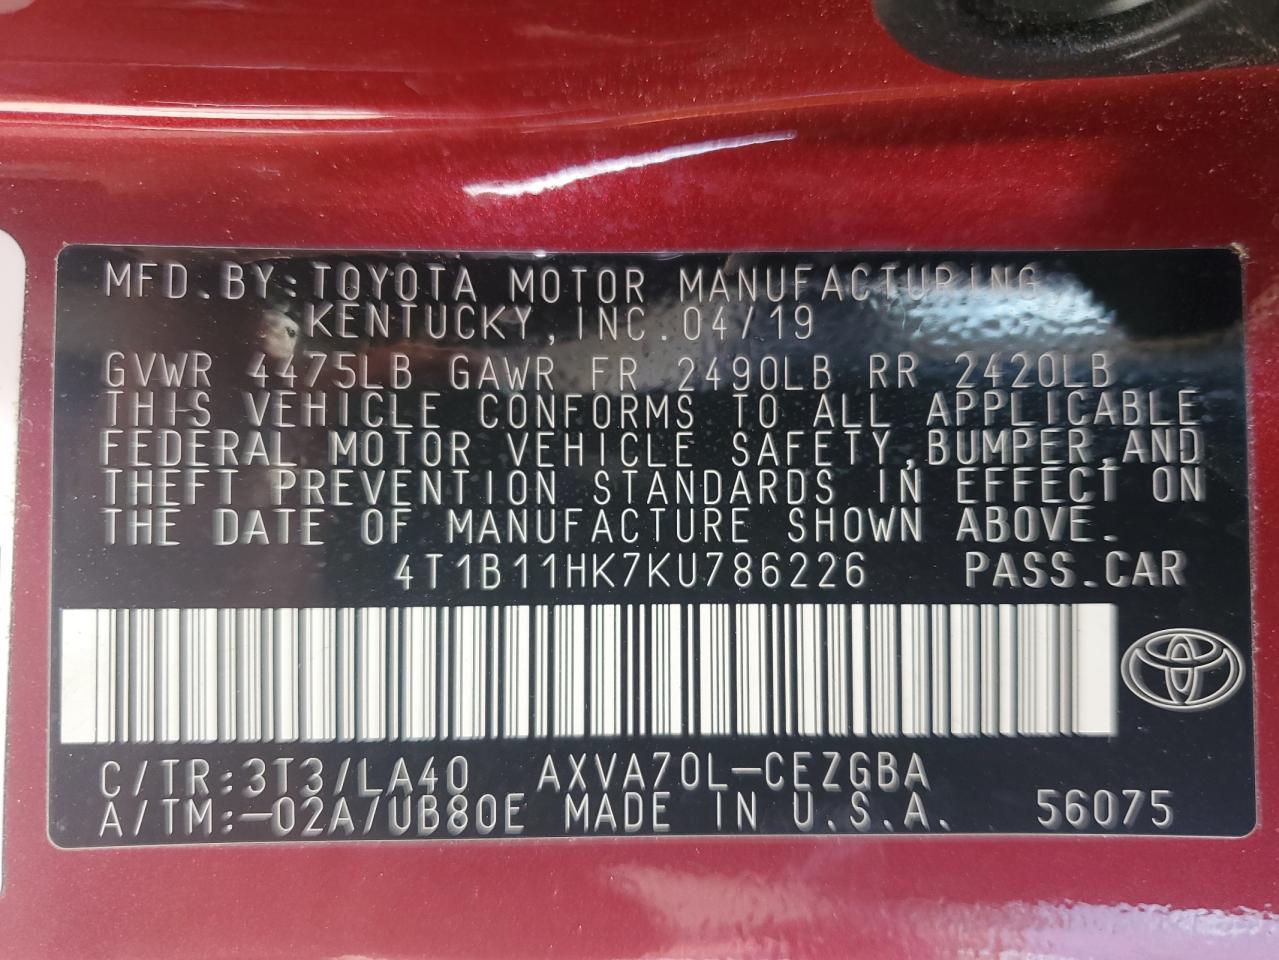 MFD.BY:TOYOTA MOTOR MANUFACTURING
KENTUCKY,INC.04/19
GVWR 4475LB GAWR FR 2490LB RR 2420LB
THIS VEHICLE CONFORMS TO ALL APPLICABLE
FEDERAL MOTOR VEHICLE SAFETY,BUMPER,AND
THEFT PREVENTION STANDARDS IN EFFECT ON
THE DATE OF MANUFACTURE SHOWN ABOVE.
4T1B11HK7KU786226 PASS.CAR
C/TR:3T3/LA40 AXVA70L-CEZGBA
A/TM:-02A/UB80E MADE IN U.S.A. 56075